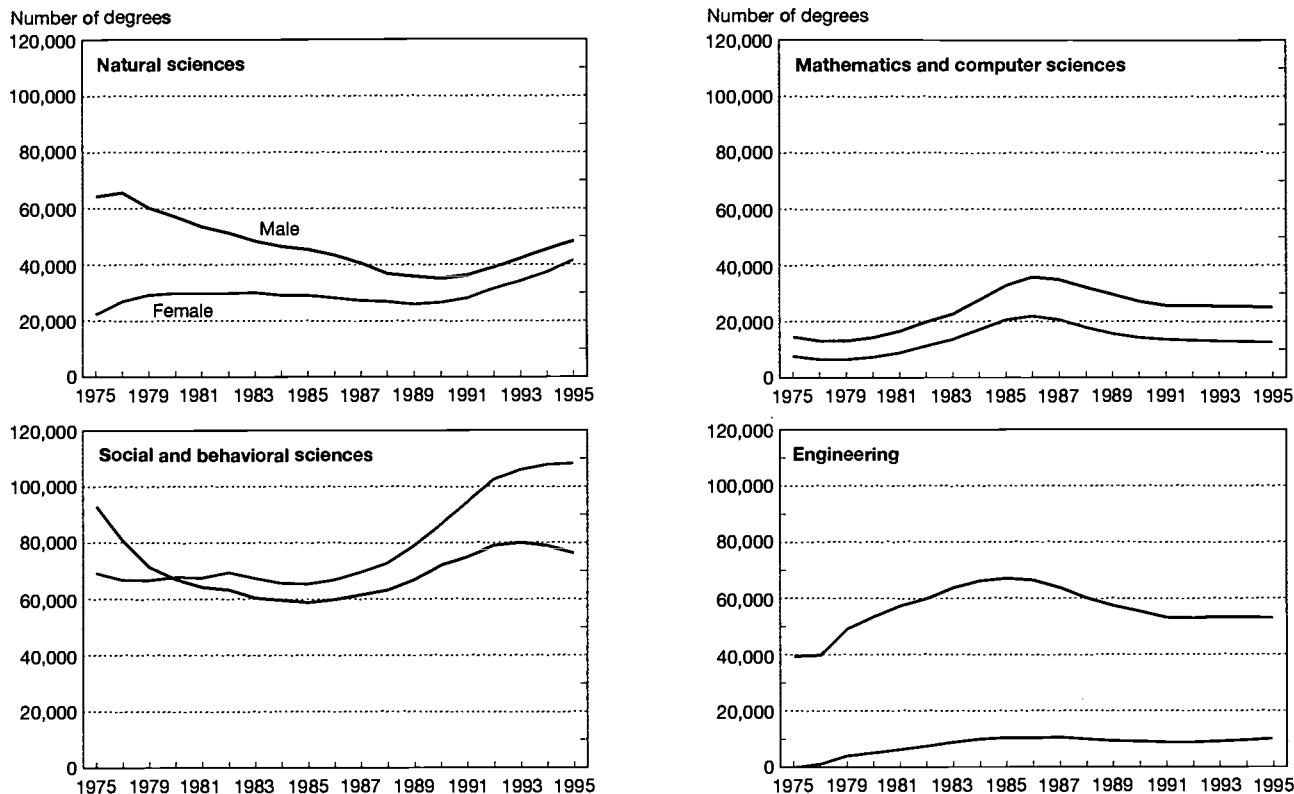 Number of degrees
120,000
Natural sciences
100,000
80,000
60,000
Male
40,000
Female
20,000
0
1975 1979 1981 1983 1985 1987 1989 1991 1993 1995
Number of degrees
120,000
Mathematics and computer sciences
100,000
80,000
60,000
40,000
20,000
0
1975 1979 1981 1983 1985 1987 1989 1991 1993 1995
120,000
Social and behavioral sciences
100,000
80,000
60,000
40,000
20,000
0
1975 1979 1981 1983 1985 1987 1989 1991 1993 1995
120,000
Engineering
100,000
80,000
60,000
40,000
20,000
0
1975 1979 1981 1983 1985 1987 1989 1991 1993 1995